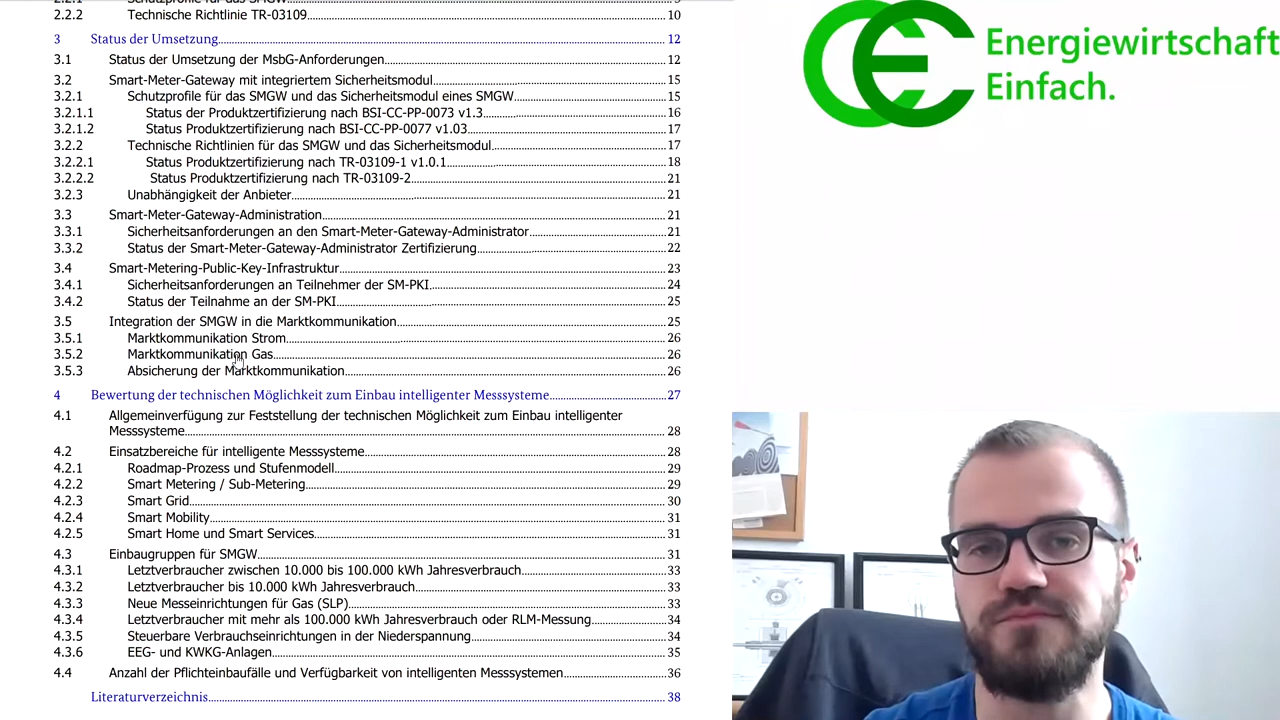 2.2.1 Schutzprofile für das SMGW 9
2.2.2 Technische Richtlinie TR-03109 10
3 Status der Umsetzung 12
3.1 Status der Umsetzung der MsbG-Anforderungen 12
3.2 Smart-Meter-Gateway mit integriertem Sicherheitsmodul 15
3.2.1 Schutzprofile für das SMGW und das Sicherheitsmodul eines SMGW 15
3.2.1.1 Status der Produktzertifizierung nach BSI-CC-PP-0073 v1.3 16
3.2.1.2 Status Produktzertifizierung nach BSI-CC-PP-0077 v1.03 17
3.2.2 Technische Richtlinien für das SMGW und das Sicherheitsmodul 17
3.2.2.1 Status Produktzertifizierung nach TR-03109-1 v1.0.1 18
3.2.2.2 Status Produktzertifizierung nach TR-03109-2 21
3.2.3 Unabhängigkeit der Anbieter 21
3.3 Smart-Meter-Gateway-Administration 21
3.3.1 Sicherheitsanforderungen an den Smart-Meter-Gateway-Administrator 21
3.3.2 Status der Smart-Meter-Gateway-Administrator Zertifizierung 22
3.4 Smart-Metering-Public-Key-Infrastruktur 23
3.4.1 Sicherheitsanforderungen an Teilnehmer der SM-PKI 24
3.4.2 Status der Teilnahme an der SM-PKI 25
3.5 Integration der SMGW in die Marktkommunikation 25
3.5.1 Marktkommunikation Strom 26
3.5.2 Marktkommunikation Gas 26
3.5.3 Absicherung der Marktkommunikation 26
4 Bewertung der technischen Möglichkeit zum Einbau intelligenter Messsysteme 27
4.1 Allgemeinverfügung zur Feststellung der technischen Möglichkeit zum Einbau intelligenter
Messsysteme 28
4.2 Einsatzbereiche für intelligente Messsysteme 28
4.2.1 Roadmap-Prozess und Stufenmodell 29
4.2.2 Smart Metering / Sub-Metering 29
4.2.3 Smart Grid 30
4.2.4 Smart Mobility 31
4.2.5 Smart Home und Smart Services 31
4.3 Einbaugruppen für SMGW 31
4.3.1 Letztverbraucher zwischen 10.000 bis 100.000 kWh Jahresverbrauch 33
4.3.2 Letztverbraucher bis 10.000 kWh Jahresverbrauch 33
4.3.3 Neue Messeinrichtungen für Gas (SLP) 33
4.3.4 Letztverbraucher mit mehr als 100.000 kWh Jahresverbrauch oder RLM-Messung 34
4.3.5 Steuerbare Verbrauchseinrichtungen in der Niederspannung 34
4.3.6 EEG- und KWKG-Anlagen 35
4.4 Anzahl der Pflichteinbaufälle und Verfügbarkeit von intelligenten Messsystemen 36
Literaturverzeichnis 38
Energiewirtschaft
Einfach.